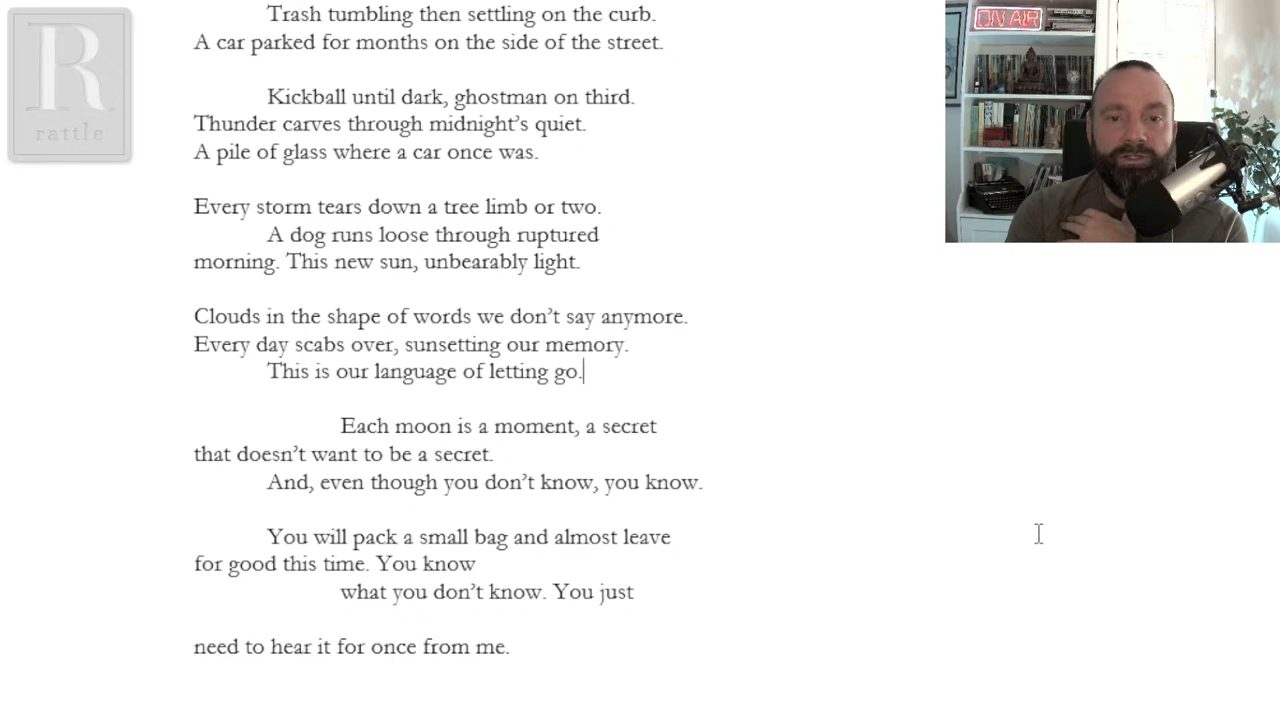 Trash tumbling then settling on the curb.
A car parked for months on the side of the street.
Kickball until dark, ghostman on third.
Thunder carves through midnight's quiet.
A pile of glass where a car once was.
Every storm tears down a tree limb or two.
A dog runs loose through ruptured
morning. This new sun, unbearably light.
Clouds in the shape of words we don't say anymore.
Every day scabs over, sunsetting our memory.
This is our language of letting go.
Each moon is a moment, a secret
that doesn't want to be a secret.
And, even though you don't know, you know.
You will pack a small bag and almost leave
for good this time. You know
what you don't know. You just
need to hear it for once from me.
R
rattle
ON AIR